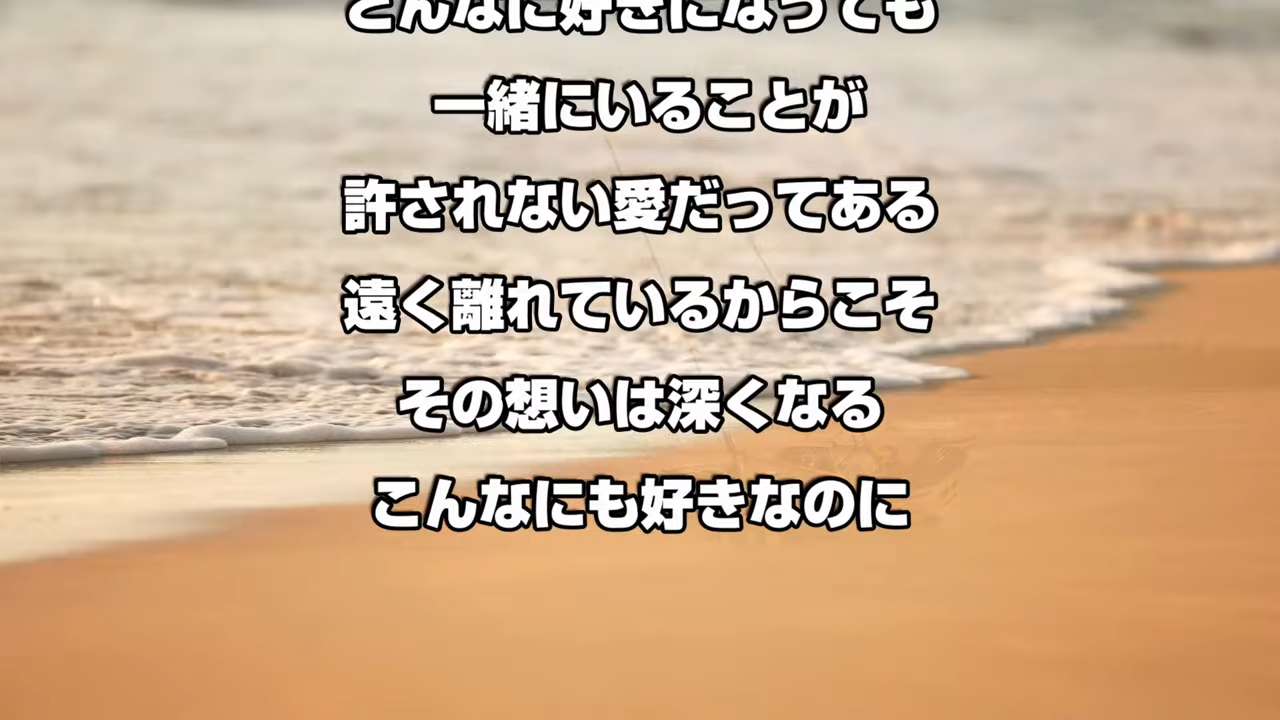 どんなに好きになっても
一緒にいることが
許されない愛だってある
遠く離れているからこそ
その想いは深くなる
こんなにも好きなのに